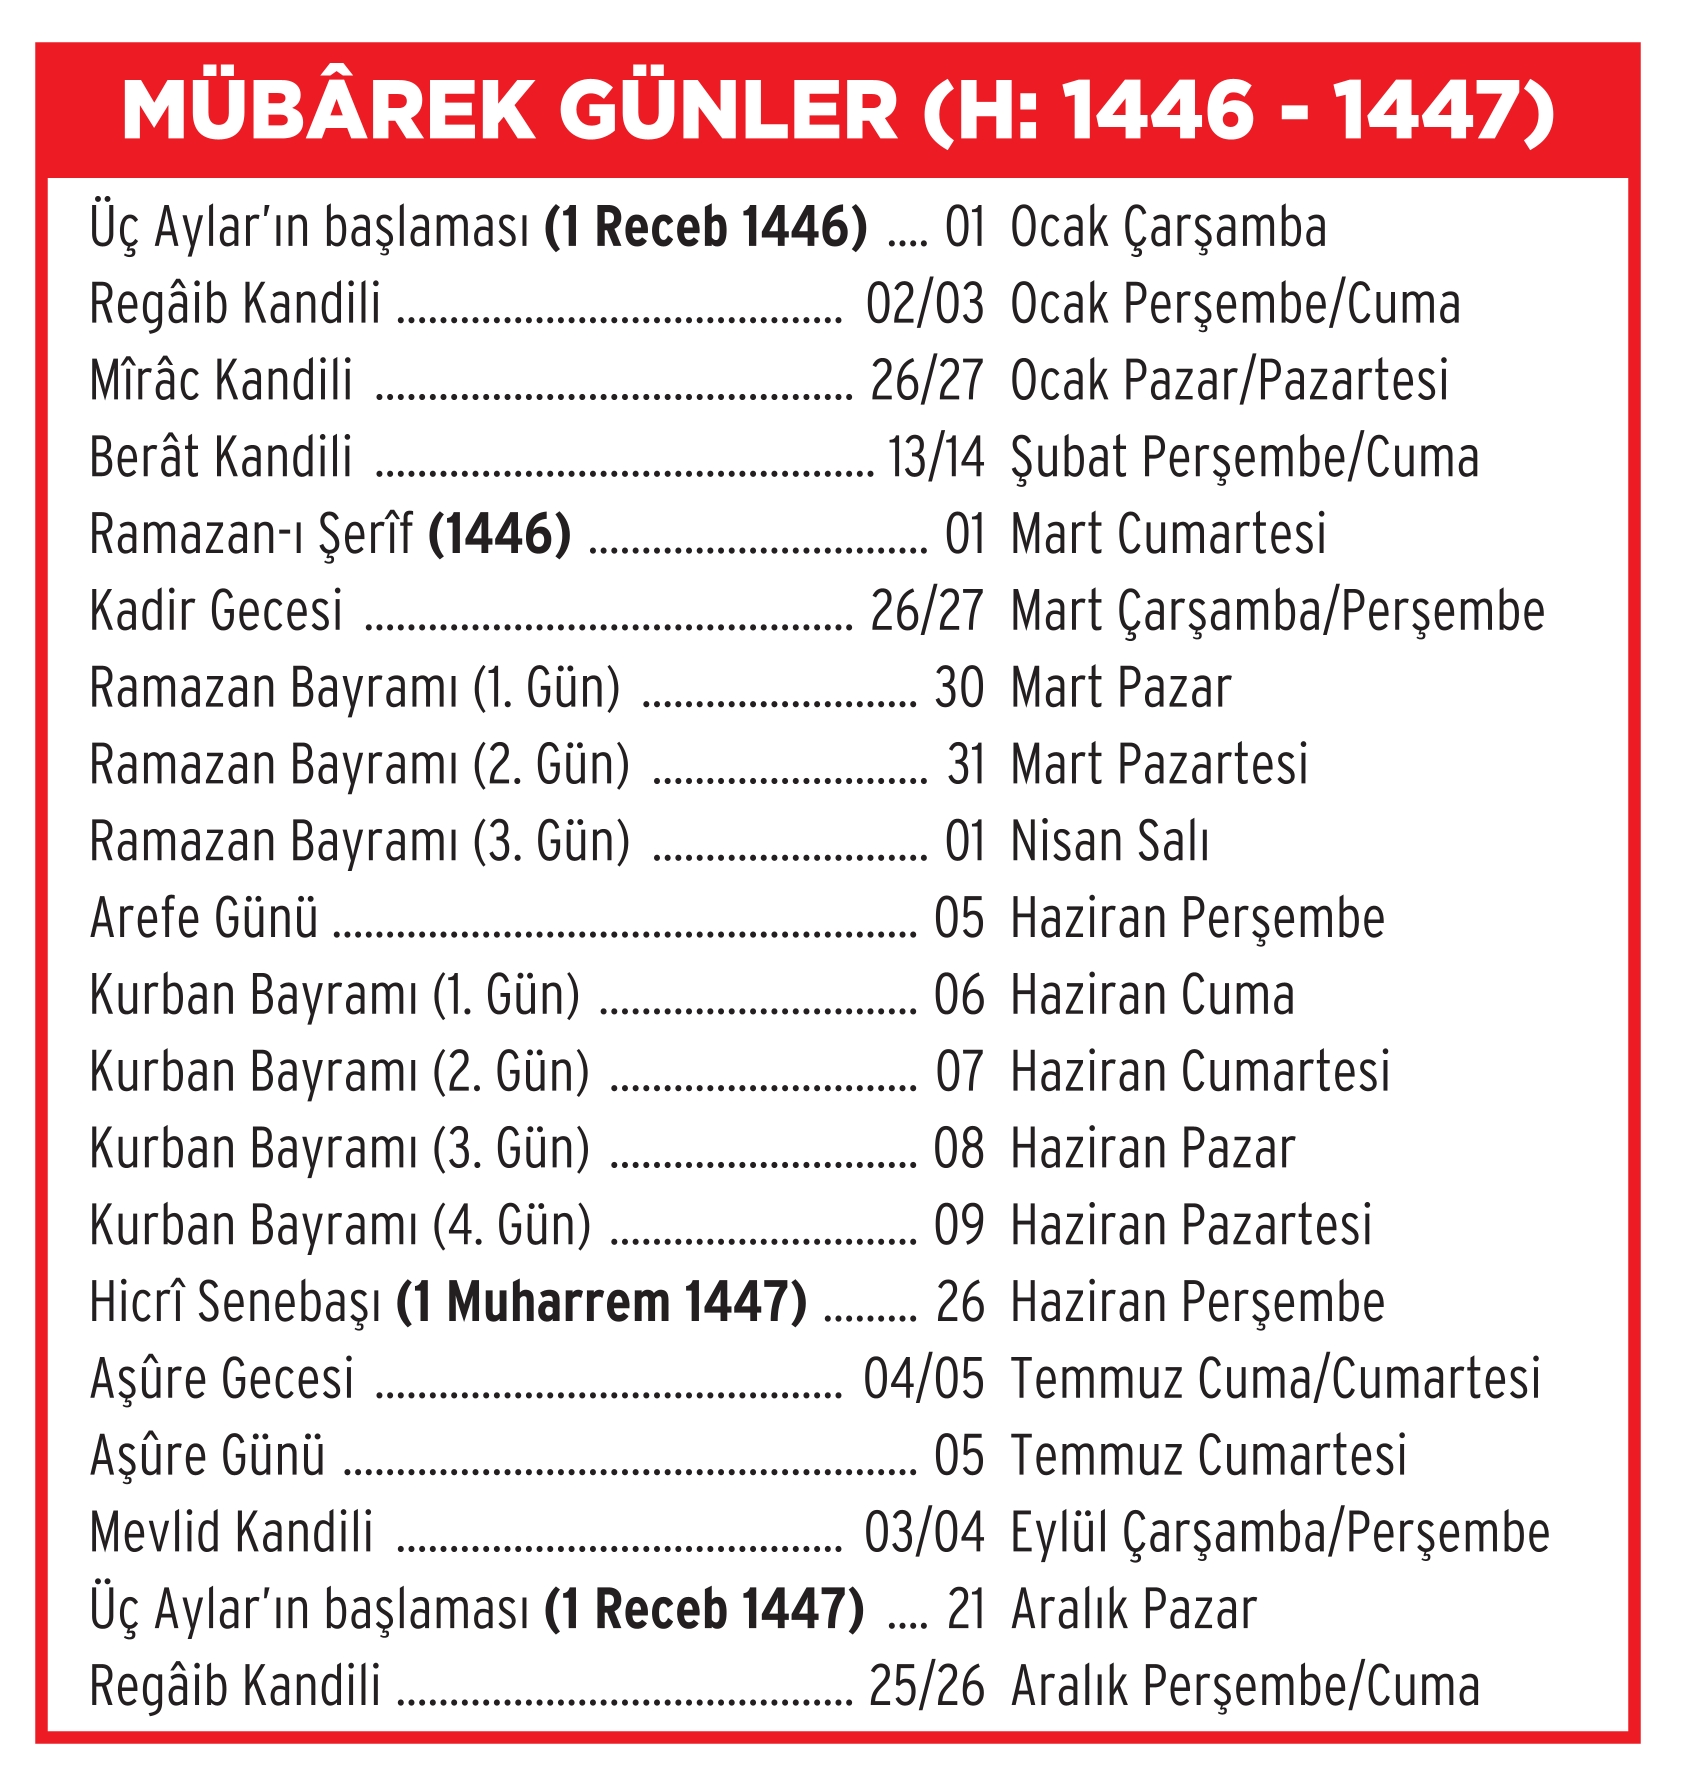 MÜBÂREK GÜNLER (H: 1446 - 1447)
Üç Aylar'ın başlaması (1 Receb 1446) .... 01 Ocak Çarşamba
Regâib Kandili .......................................... 02/03 Ocak Perşembe/Cuma
Mîrâc Kandili ............................................. 26/27 Ocak Pazar/Pazartesi
Berât Kandili ............................................... 13/14 Şubat Perşembe/Cuma
Ramazan-ı Şerîf (1446) ................................ 01 Mart Cumartesi
Kadir Gecesi .............................................. 26/27 Mart Çarşamba/Perşembe
Ramazan Bayramı (1. Gün) .......................... 30 Mart Pazar
Ramazan Bayramı (2. Gün) .......................... 31 Mart Pazartesi
Ramazan Bayramı (3. Gün) .......................... 01 Nisan Salı
Arefe Günü ....................................................... 05 Haziran Perşembe
Kurban Bayramı (1. Gün) .............................. 06 Haziran Cuma
Kurban Bayramı (2. Gün) ............................. 07 Haziran Cumartesi
Kurban Bayramı (3. Gün) ............................. 08 Haziran Pazar
Kurban Bayramı (4. Gün) ............................. 09 Haziran Pazartesi
Hicrî Senebaşı (1 Muharrem 1447) ......... 26 Haziran Perşembe
Aşûre Gecesi ............................................ 04/05 Temmuz Cuma/Cumartesi
Aşûre Günü ...................................................... 05 Temmuz Cumartesi
Mevlid Kandili .......................................... 03/04 Eylül Çarşamba/Perşembe
Üç Aylar'ın başlaması (1 Receb 1447) .... 21 Aralık Pazar
Regâib Kandili ........................................... 25/26 Aralık Perşembe/Cuma